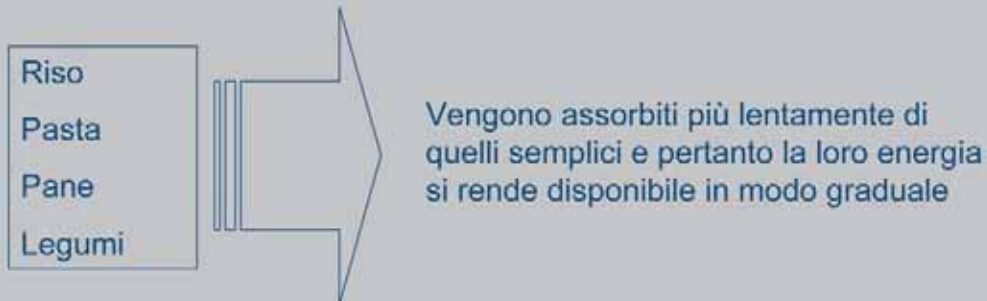 Riso
Pasta
Pane
Legumi
Vengono assorbiti più lentamente di
quelli semplici e pertanto la loro energia
si rende disponibile in modo graduale